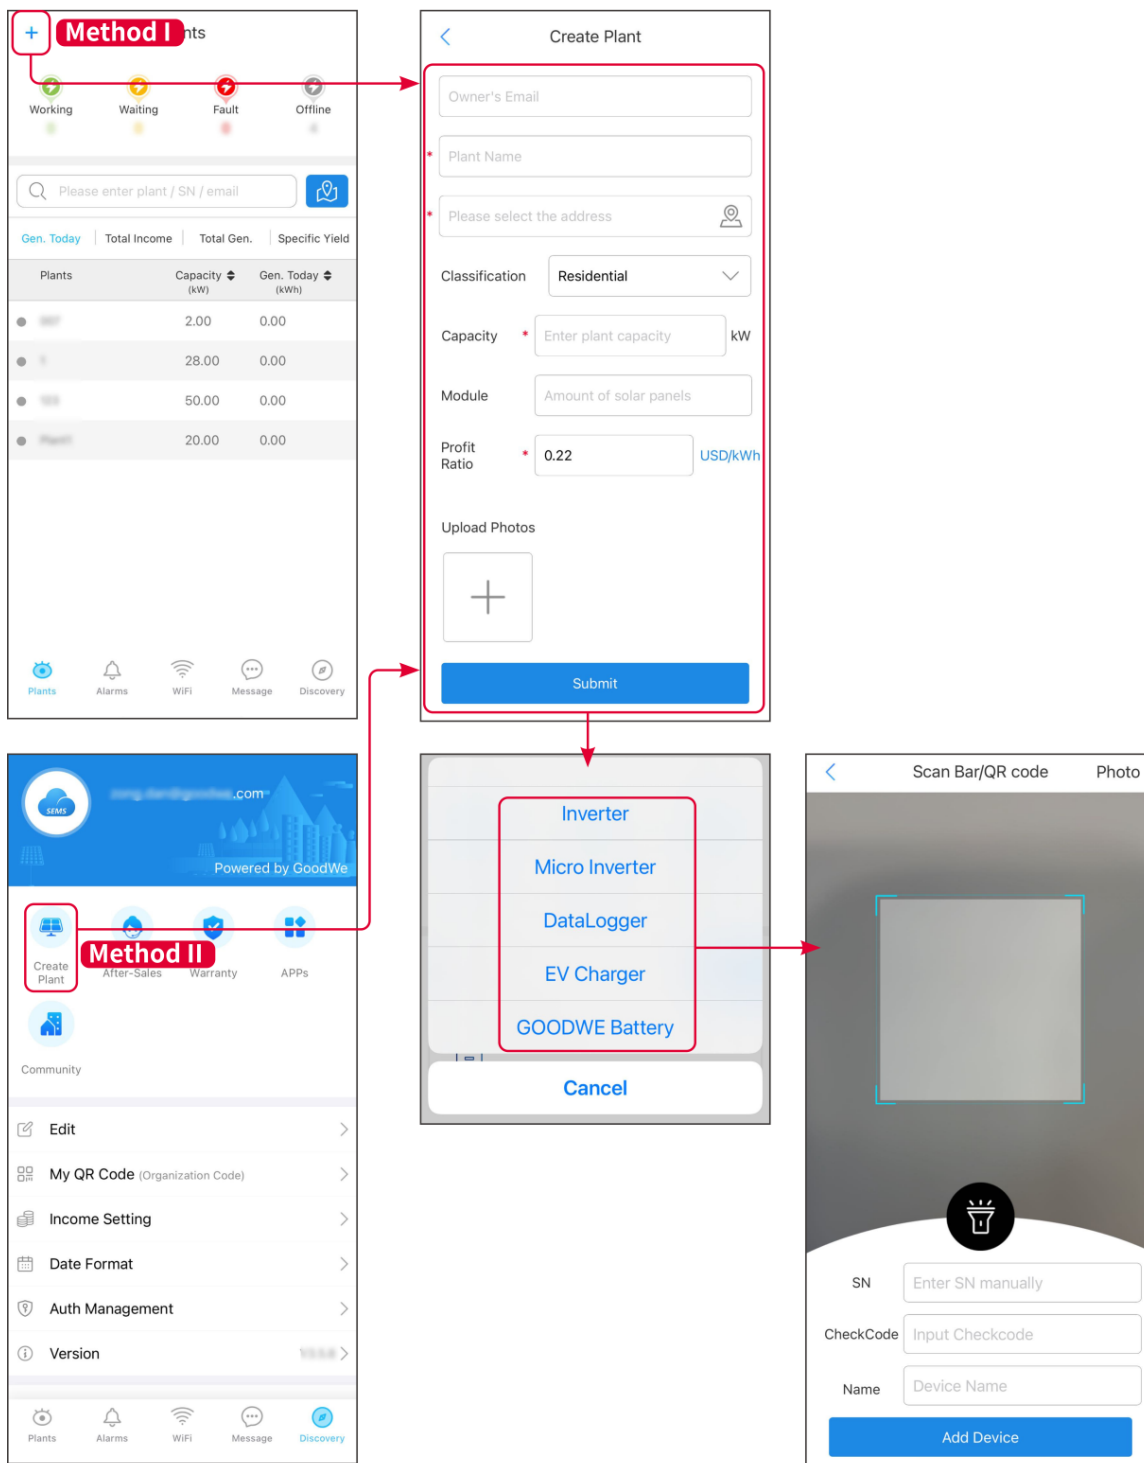 +
Method I
nts
Working
Waiting
Fault
Offline
Please enter plant / SN / email
Gen. Today
Total Income
Total Gen.
Specific Yield
Plants
Capacity
(kW)
Gen. Today
(kWh)
2.00
0.00
28.00
0.00
50.00
0.00
20.00
0.00
Plants
Alarms
WiFi
Message
Discovery
Create Plant
Owner's Email
* Plant Name
* Please select the address
Classification
Residential
Capacity *
Enter plant capacity
kW
Module
Amount of solar panels
Profit
Ratio
*
0.22
USD/kWh
Upload Photos
Submit
SEMS
.com
Powered by GoodWe
Method II
Create
Plant
After-Sales
Warranty
APPs
Community
Edit
My QR Code (Organization Code)
Income Setting
Date Format
Auth Management
Version
Plants
Alarms
WiFi
Message
Discovery
Inverter
Micro Inverter
DataLogger
EV Charger
GOODWE Battery
Cancel
Scan Bar/QR code
Photo
SN
Enter SN manually
CheckCode
Input Checkcode
Name
Device Name
Add Device